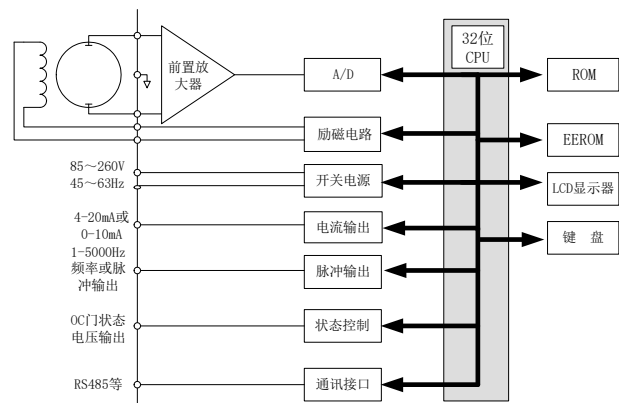 32位
CPU
前置放
大器
A/D
ROM
励磁电路
EEROM
85～260V
45～63Hz
开关电源
LCD显示器
4-20mA或
0-10mA
电流输出
键 盘
1-5000Hz
频率或脉
冲输出
脉冲输出
OC门状态
电压输出
状态控制
RS485等
通讯接口